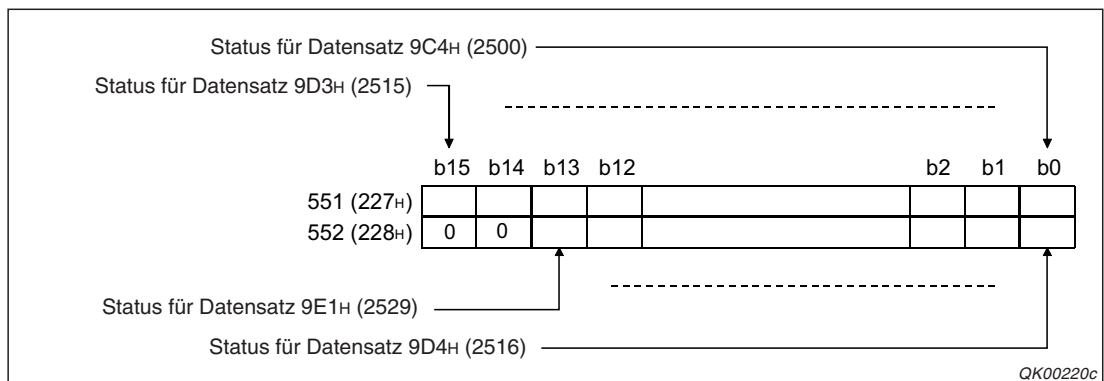 Status für Datensatz 9C4H (2500)
Status für Datensatz 9D3H (2515)
b15 b14 b13 b12 b2 b1 b0
551 (227H)
552 (228H) 0 0
Status für Datensatz 9E1H (2529)
Status für Datensatz 9D4H (2516)
QK00220c